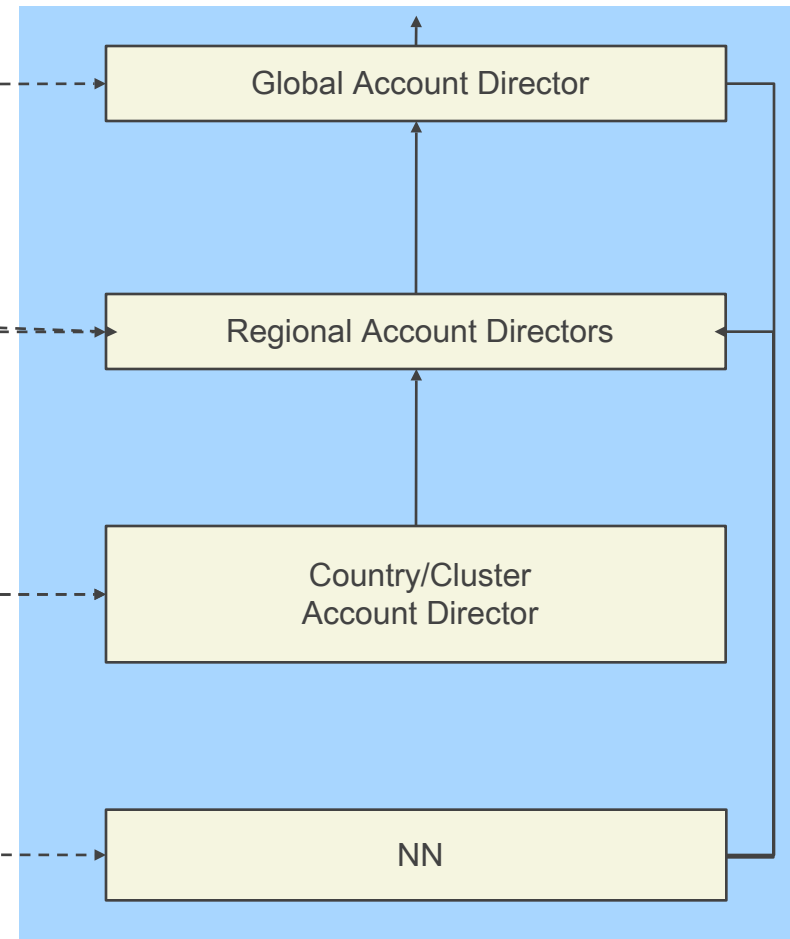 Global Account Director
Regional Account Directors
Country/Cluster
Account Director
NN